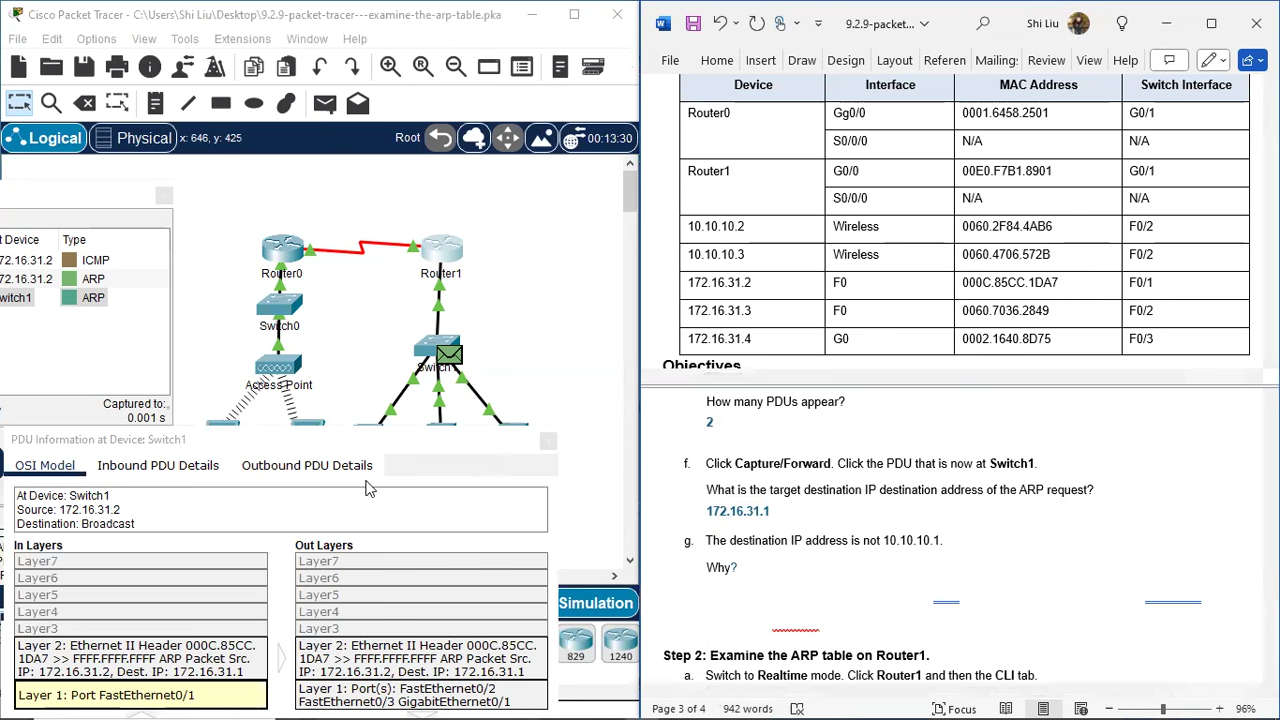 Cisco Packet Tracer - C:\Users\Shi Liu\Desktop\9.2.9-packet-tracer---examine-the-arp-table.pka
File Edit Options View Tools Extensions Window Help
Logical Physical x: 646, y: 425 Root 00:13:30
t Device Type
72.16.31.2 ICMP
72.16.31.2 ARP
witch1 ARP
Captured to:
0.001 s
Router0
Router1
Switch0
Switch
Access Point
PDU Information at Device: Switch1
OSI Model Inbound PDU Details Outbound PDU Details
At Device: Switch1
Source: 172.16.31.2
Destination: Broadcast
In Layers Out Layers
Layer7 Layer7
Layer6 Layer6
Layer5 Layer5
Layer4 Layer4
Layer3 Layer3
Layer 2: Ethernet II Header 000C.85CC. Layer 2: Ethernet II Header 000C.85CC.
1DA7 >> FFFF.FFFF.FFFF ARP Packet Src. 1DA7 >> FFFF.FFFF.FFFF ARP Packet Src.
IP: 172.16.31.2, Dest. IP: 172.16.31.1 IP: 172.16.31.2, Dest. IP: 172.16.31.1
Layer 1: Port FastEthernet0/1 Layer 1: Port(s): FastEthernet0/2
FastEthernet0/3 GigabitEthernet0/1
Simulation
829 1240
9.2.9-packet... Shi Liu
File Home Insert Draw Design Layout Referen Mailing: Review View Help
Device Interface MAC Address Switch Interface
Router0 Gg0/0 0001.6458.2501 G0/1
S0/0/0 N/A N/A
Router1 G0/0 00E0.F7B1.8901 G0/1
S0/0/0 N/A N/A
10.10.10.2 Wireless 0060.2F84.4AB6 F0/2
10.10.10.3 Wireless 0060.4706.572B F0/2
172.16.31.2 F0 000C.85CC.1DA7 F0/1
172.16.31.3 F0 0060.7036.2849 F0/2
172.16.31.4 G0 0002.1640.8D75 F0/3
Objectives
How many PDUs appear?
2
f. Click Capture/Forward. Click the PDU that is now at Switch1.
What is the target destination IP destination address of the ARP request?
172.16.31.1
g. The destination IP address is not 10.10.10.1.
Why?
Step 2: Examine the ARP table on Router1.
a. Switch to Realtime mode. Click Router1 and then the CLI tab.
Page 3 of 4 942 words Focus 96%